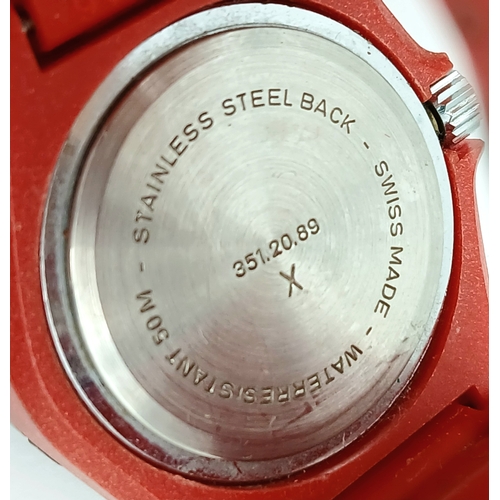 STAINLESS STEEL BACK - SWISS MADE - WATERRESISTANT 50M -
351.20.89
X